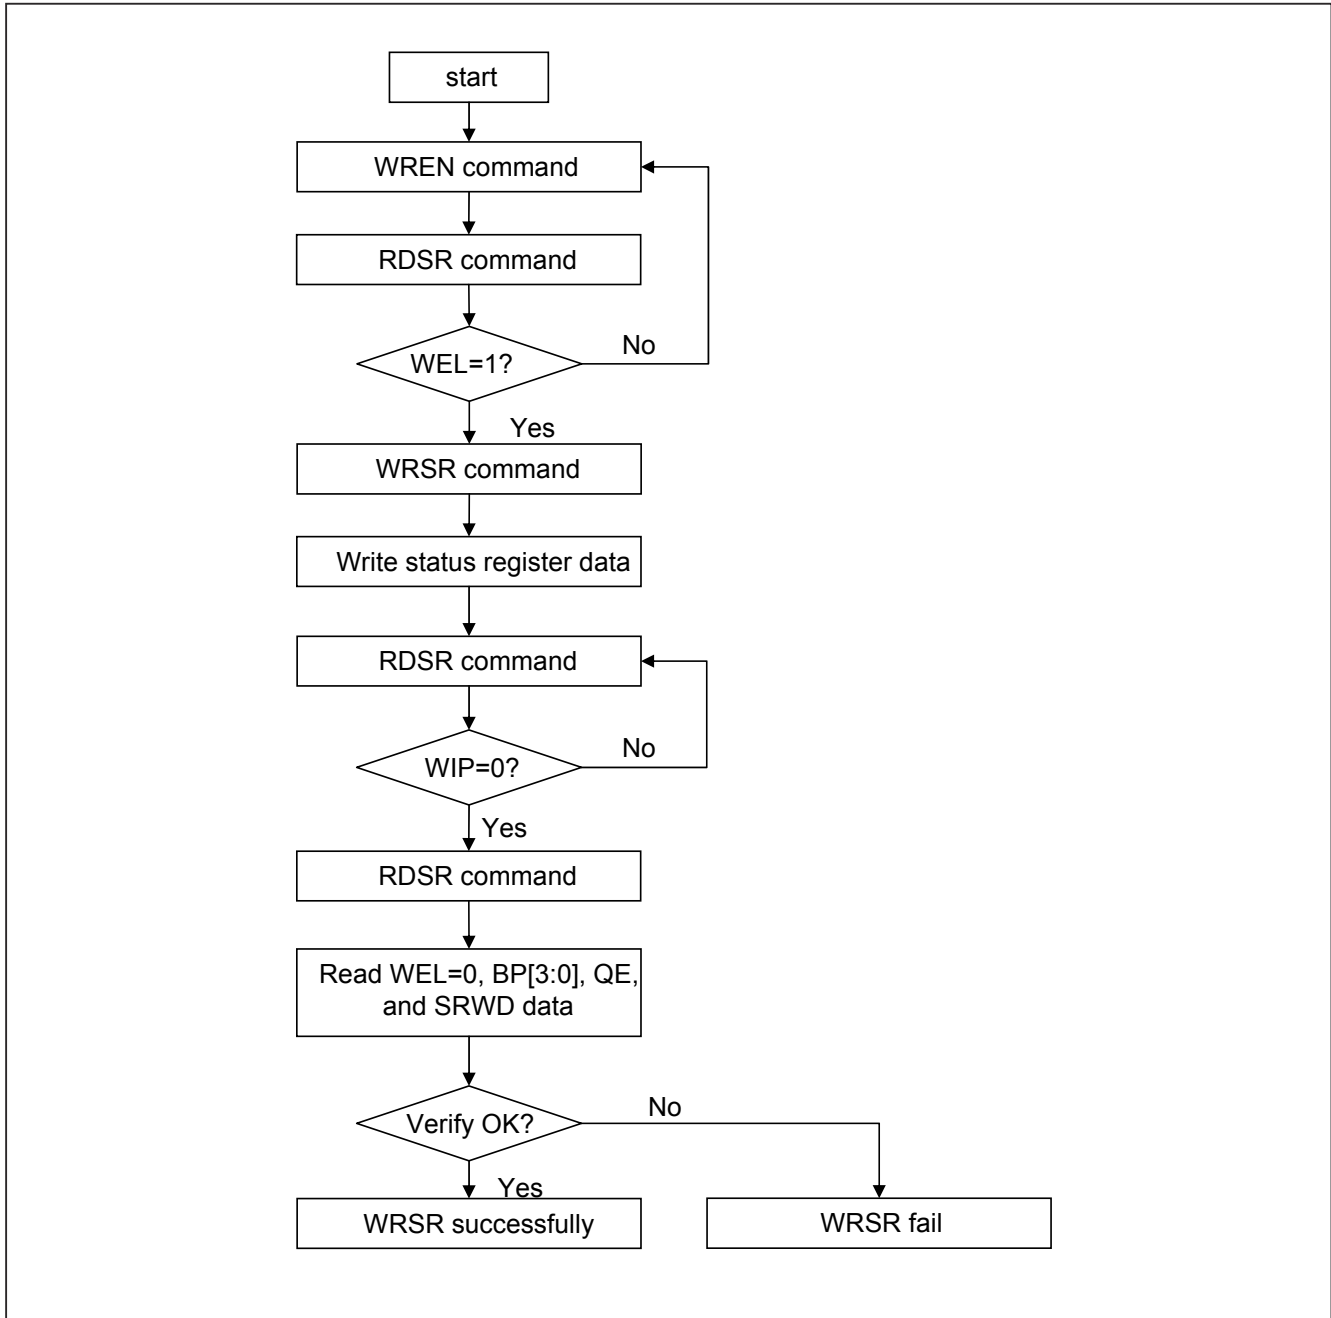 start
WREN command
RDSR command
WEL=1?
No
Yes
WRSR command
Write status register data
RDSR command
WIP=0?
No
Yes
RDSR command
Read WEL=0, BP[3:0], QE,
and SRWD data
Verify OK?
No
Yes
WRSR successfully
WRSR fail